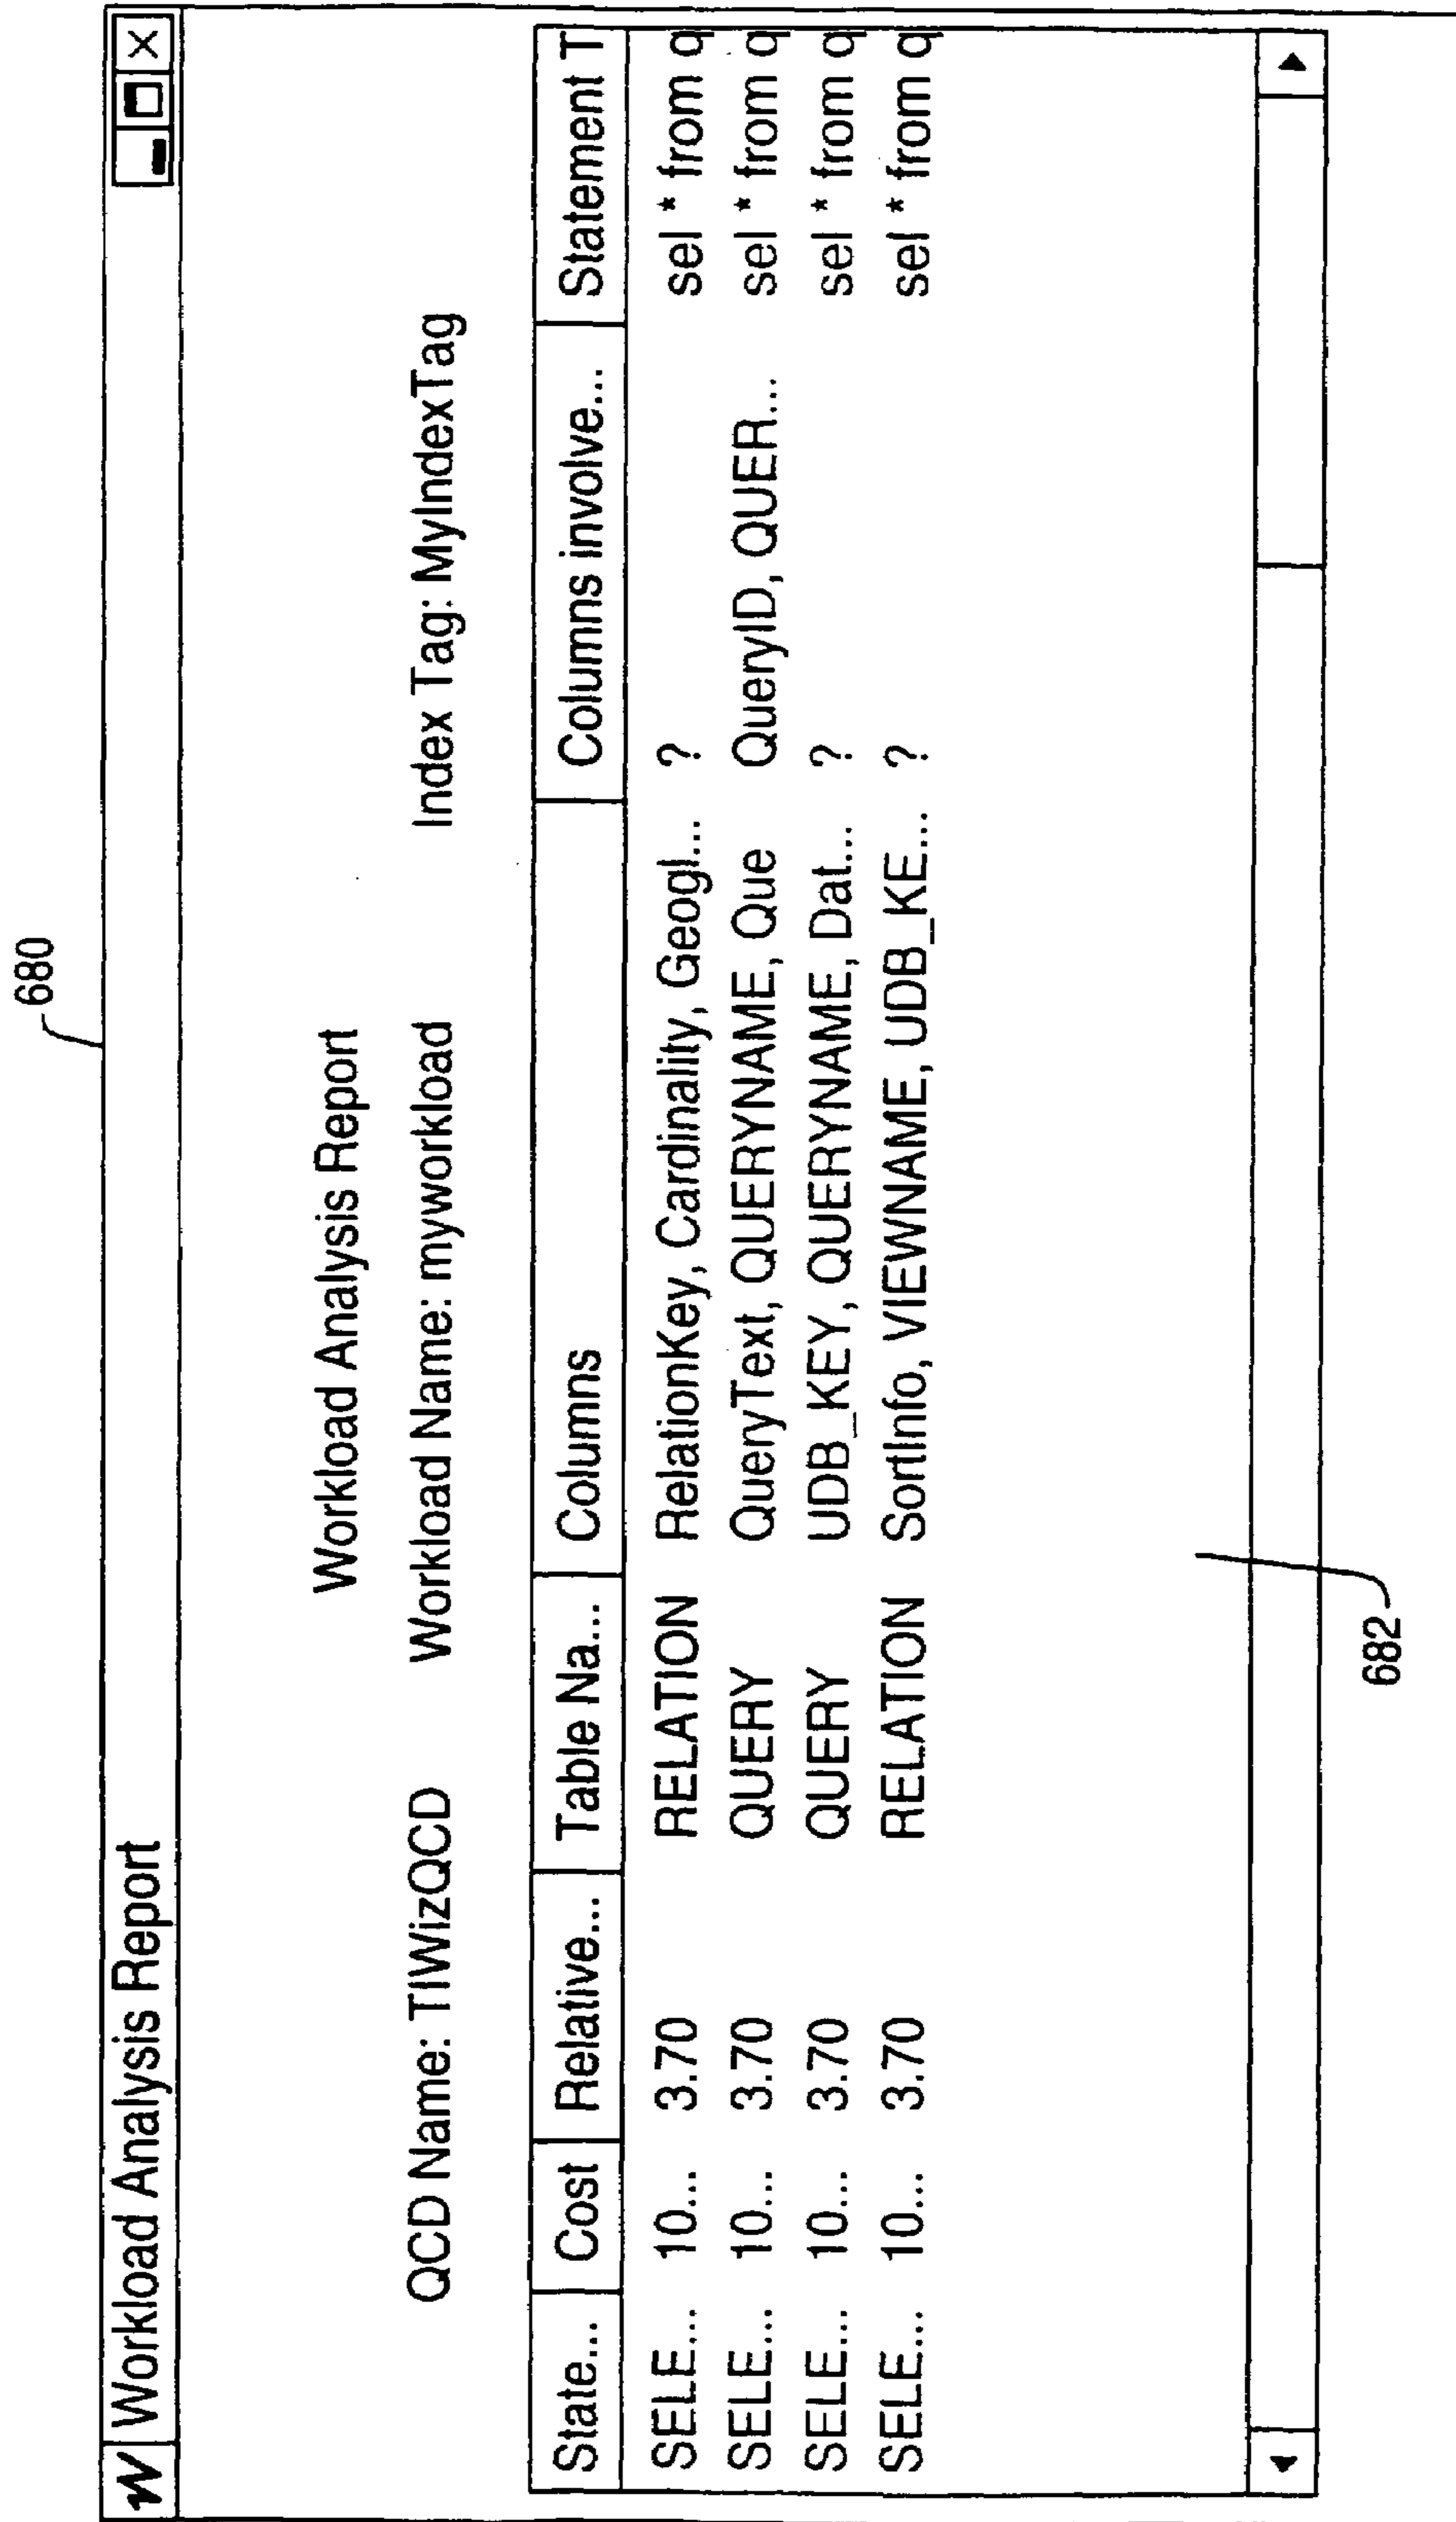 680
W Workload Analysis Report
Workload Analysis Report
QCD Name: TIWizQCD Workload Name: myworkload Index Tag: MyIndexTag
State... Cost Relative... Table Na... Columns Columns involve... Statement T
SELE... 10... 3.70 RELATION RelationKey, Cardinality, Geogl... ? sel * from q
SELE... 10... 3.70 QUERY QueryText, QUERYNAME, Que QueryID, QUER... sel * from q
SELE... 10... 3.70 QUERY UDB_KEY, QUERYNAME, Dat... ? sel * from q
SELE... 10... 3.70 RELATION SortInfo, VIEWNAME, UDB_KE... ? sel * from q
682